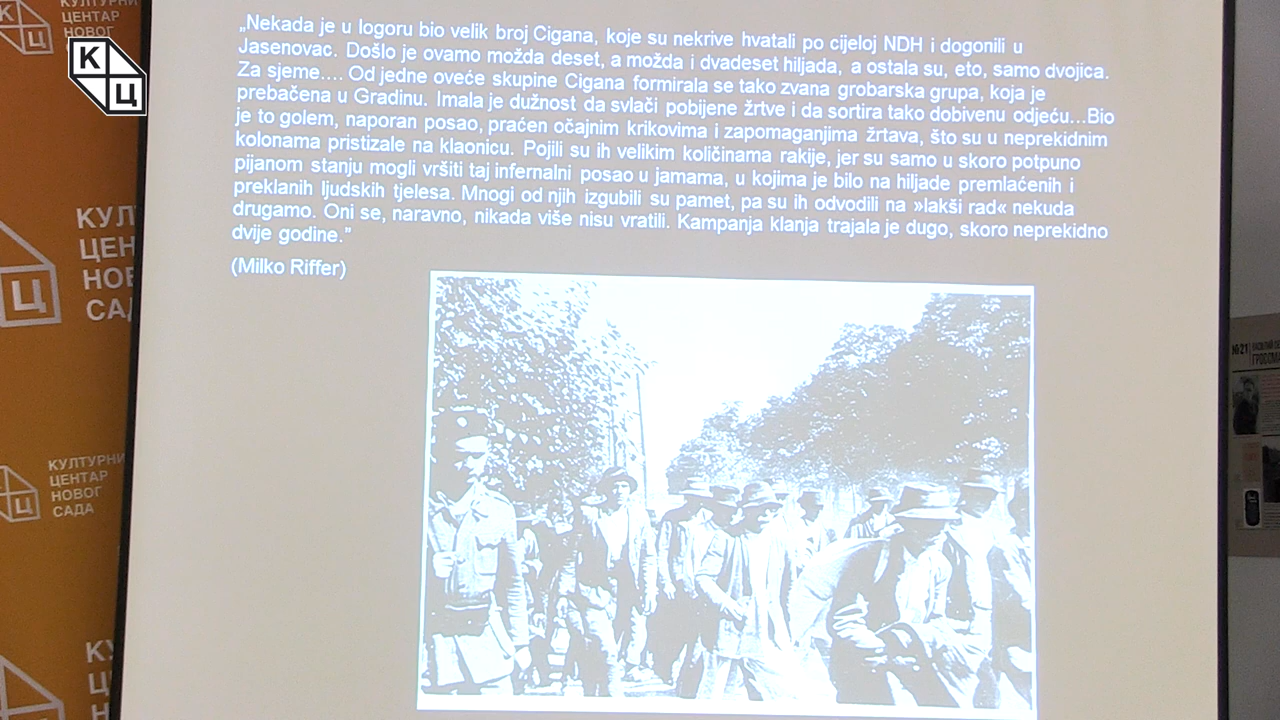 „Nekada je u logoru bio velik broj Cigana, koje su nekrive hvatali po cijeloj NDH i dogonili u
Jasenovac. Došlo je ovamo možda deset, a možda i dvadeset hiljada, a ostala su, eto, samo dvojica.
Za sjeme.... Od jedne oveće skupine Cigana formirala se tako zvana grobarska grupa, koja je
prebačena u Gradinu. Imala je dužnost da svlači pobijene žrtve i da sortira tako dobivenu odjeću...Bio
je to golem, naporan posao, praćen očajnim krikovima i zapomaganjima žrtava, što su u neprekidnim
kolonama pristizale na klaonicu. Pojili su ih velikim količinama rakije, jer su samo u skoro potpuno
pijanom stanju mogli vršiti taj infernalni posao u jamama, u kojima je bilo na hiljade premlaćenih i
preklanih ljudskih tjelesa. Mnogi od njih izgubili su pamet, pa su ih odvodili na »lakši rad« nekuda
drugamo. Oni se, naravno, nikada više nisu vratili. Kampanja klanja trajala je dugo, skoro neprekidno
dvije godine."
(Milko Riffer)
К
Ц
КУЛТУРНИ
ЦЕНТАР
НОВОГ
Ц
КУЛ
ЦЕН
НОВ
САД
Ц
КУЛТУРНИ
ЦЕНТАР
НОВОГ
САДА
№21